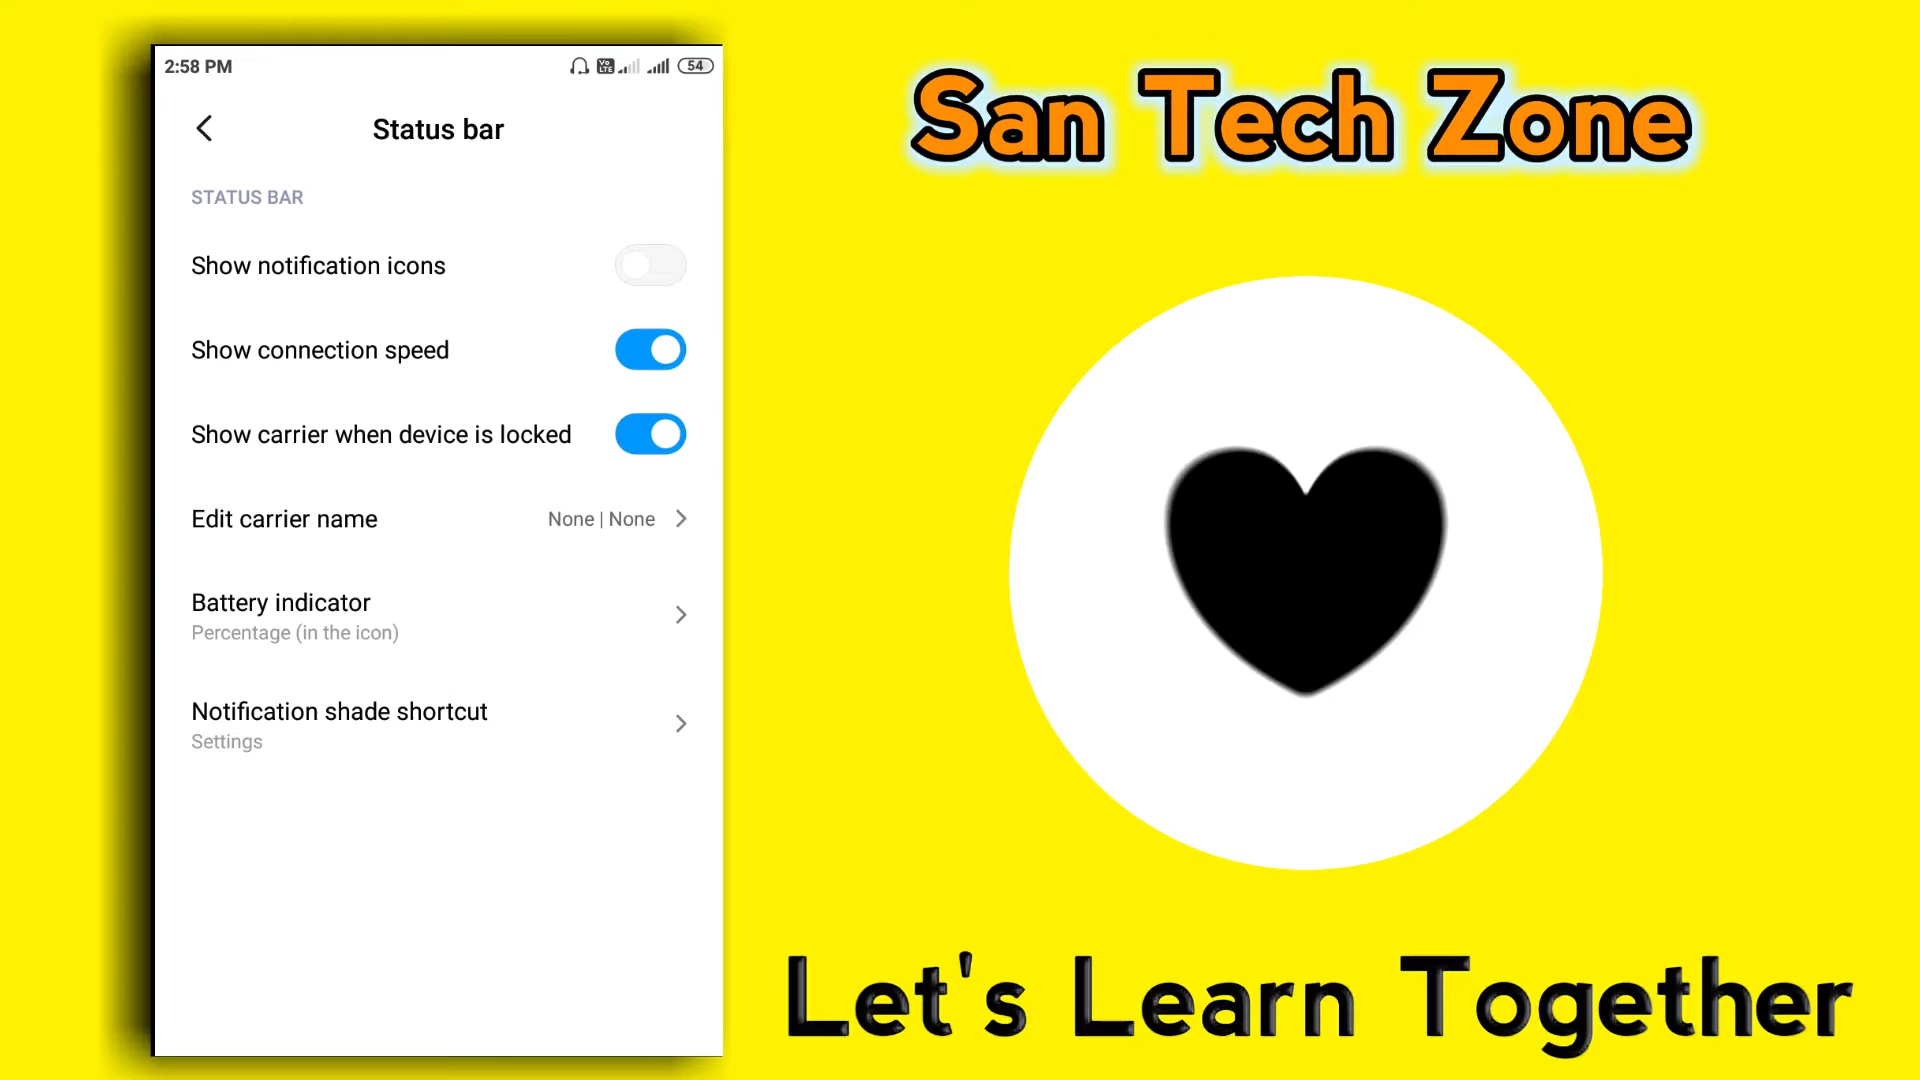 2:58 PM
Vo
LTE
54
Status bar
STATUS BAR
Show notification icons
Show connection speed
Show carrier when device is locked
Edit carrier name
None | None
Battery indicator
Percentage (in the icon)
Notification shade shortcut
Settings
San Tech Zone
Let's Learn Together